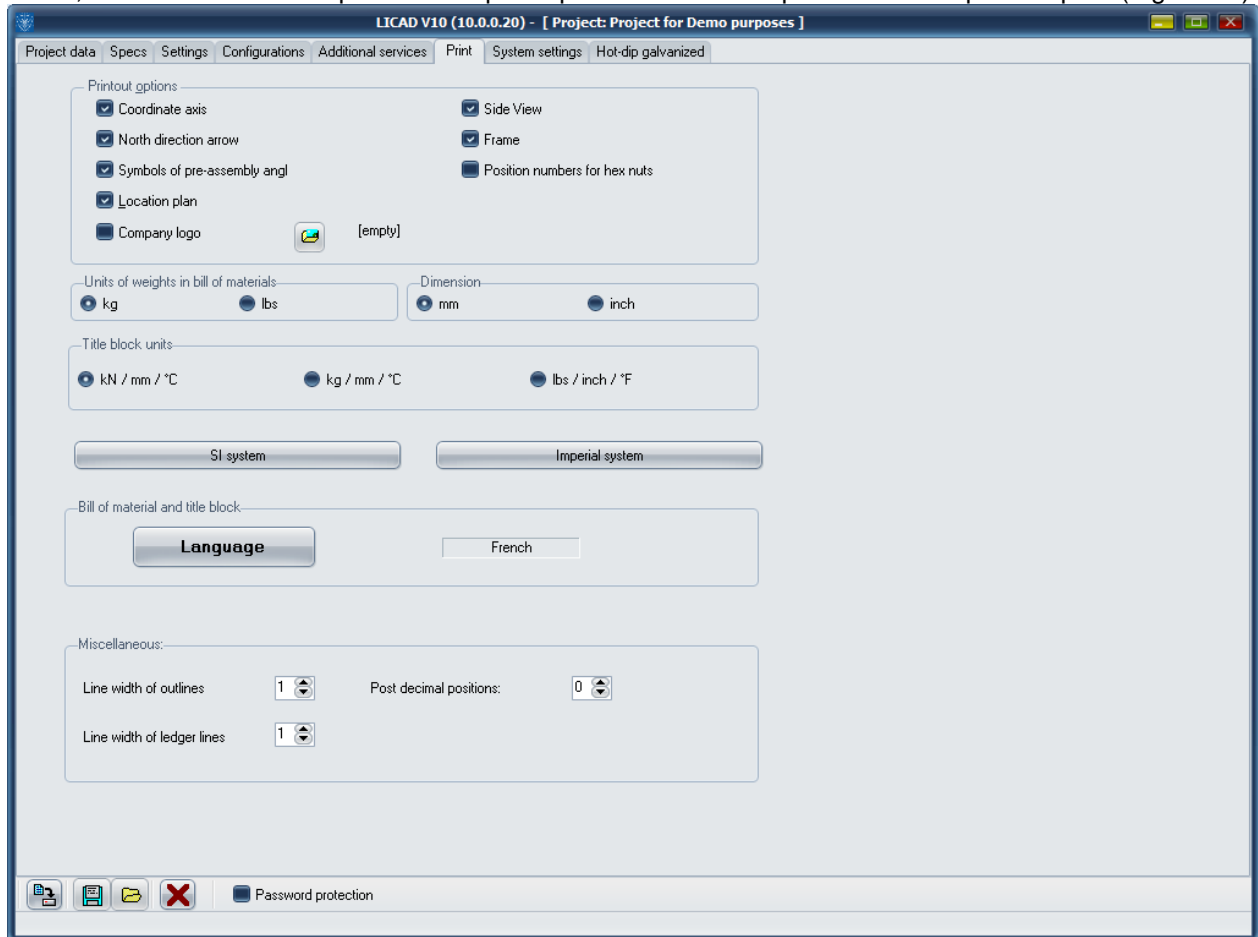 LICAD V10 (10.0.0.20) - [ Project: Project for Demo purposes ]
Project data Specs Settings Configurations Additional services Print System settings Hot-dip galvanized
Printout options
Coordinate axis
Side View
North direction arrow
Frame
Symbols of pre-assembly angl
Position numbers for hex nuts
Location plan
Company logo [empty]
Units of weights in bill of materials
Dimension
kg lbs
mm inch
Title block units
kN / mm / °C kg / mm / °C lbs / inch / °F
SI system Imperial system
Bill of material and title block
Language French
Miscellaneous:
Line width of outlines 1 Post decimal positions: 0
Line width of ledger lines 1
Password protection